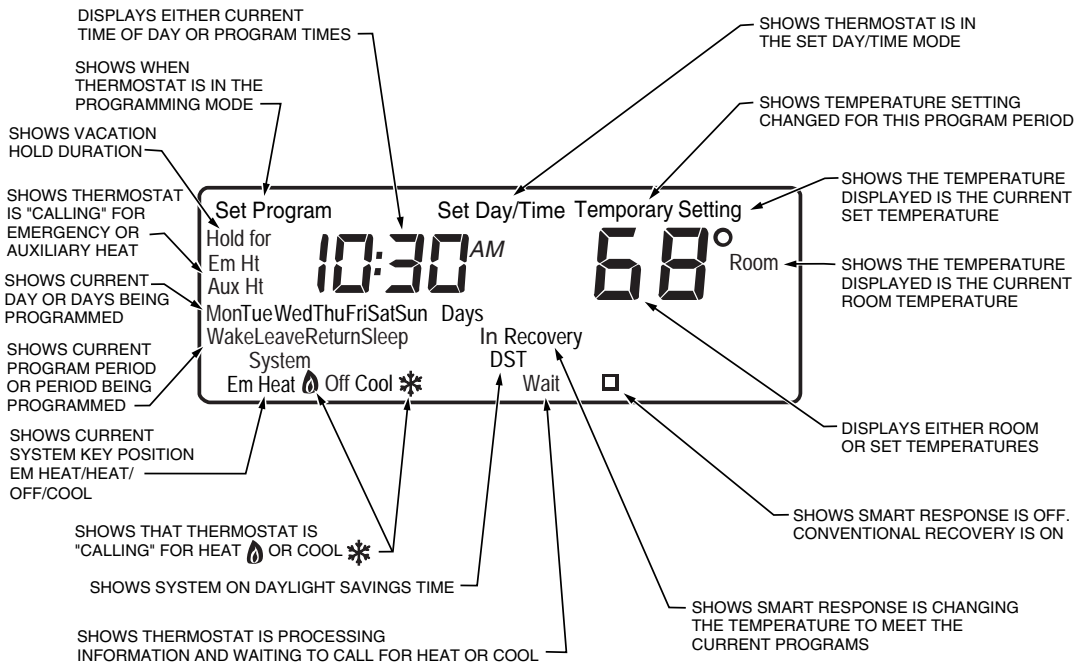 DISPLAYS EITHER CURRENT
TIME OF DAY OR PROGRAM TIMES
SHOWS WHEN
THERMOSTAT IS IN THE
PROGRAMMING MODE
SHOWS VACATION
HOLD DURATION
SHOWS THERMOSTAT
IS "CALLING" FOR
EMERGENCY OR
AUXILIARY HEAT
SHOWS CURRENT
DAY OR DAYS BEING
PROGRAMMED
SHOWS CURRENT
PROGRAM PERIOD
OR PERIOD BEING
PROGRAMMED
SHOWS CURRENT
SYSTEM KEY POSITION
EM HEAT/HEAT/
OFF/COOL
SHOWS THAT THERMOSTAT IS
"CALLING" FOR HEAT OR COOL
SHOWS SYSTEM ON DAYLIGHT SAVINGS TIME
SHOWS THERMOSTAT IS PROCESSING
INFORMATION AND WAITING TO CALL FOR HEAT OR COOL
Set Program Set Day/Time Temporary Setting
Hold for
Em Ht
Aux Ht
10:30 AM
68°
Room
MonTueWedThuFriSatSun Days
WakeLeaveReturnSleep In Recovery
System DST
Em Heat Off Cool Wait
SHOWS THERMOSTAT IS IN
THE SET DAY/TIME MODE
SHOWS TEMPERATURE SETTING
CHANGED FOR THIS PROGRAM PERIOD
SHOWS THE TEMPERATURE
DISPLAYED IS THE CURRENT
SET TEMPERATURE
SHOWS THE TEMPERATURE
DISPLAYED IS THE CURRENT
ROOM TEMPERATURE
DISPLAYS EITHER ROOM
OR SET TEMPERATURES
SHOWS SMART RESPONSE IS OFF.
CONVENTIONAL RECOVERY IS ON
SHOWS SMART RESPONSE IS CHANGING
THE TEMPERATURE TO MEET THE
CURRENT PROGRAMS